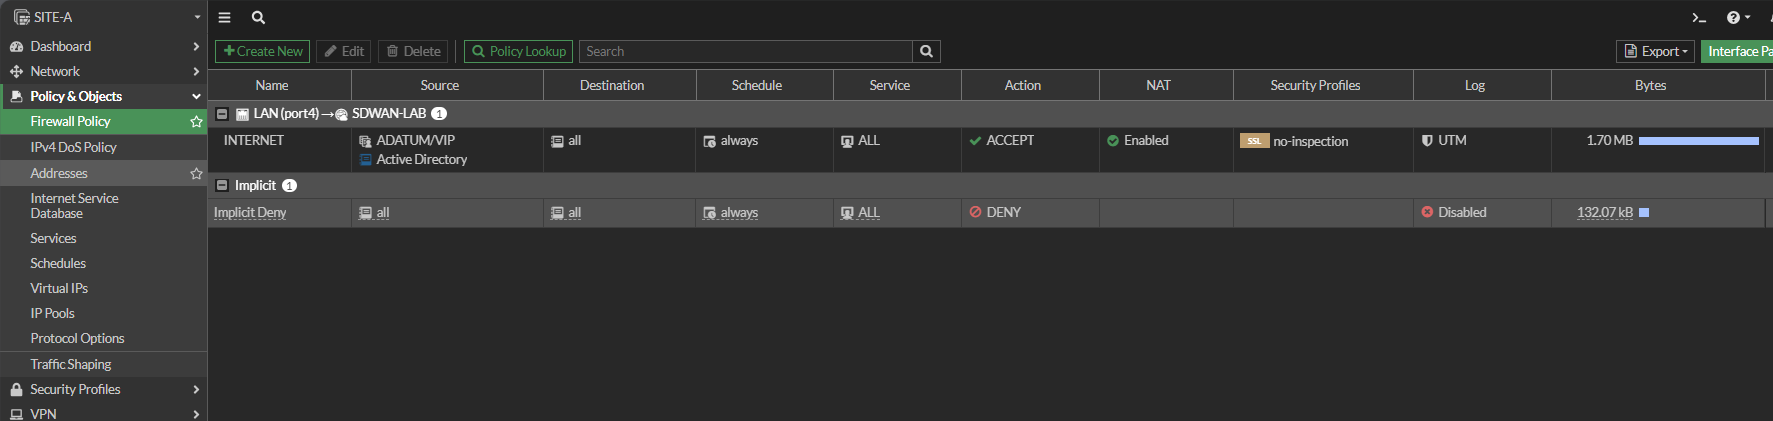 SITE-A
Dashboard
Network
Policy & Objects
Firewall Policy
IPv4 DoS Policy
Addresses
Internet Service
Database
Services
Schedules
Virtual IPs
IP Pools
Protocol Options
Traffic Shaping
Security Profiles
VPN
Create New Edit Delete Policy Lookup Search Export Interface Pa
Name Source Destination Schedule Service Action NAT Security Profiles Log Bytes
LAN (port4) → SDWAN-LAB 1
INTERNET ADATUM/VIP all always ALL ACCEPT Enabled SSL no-inspection UTM 1.70 MB
Active Directory
Implicit 1
Implicit Deny all all always ALL DENY Disabled 132.07 kB